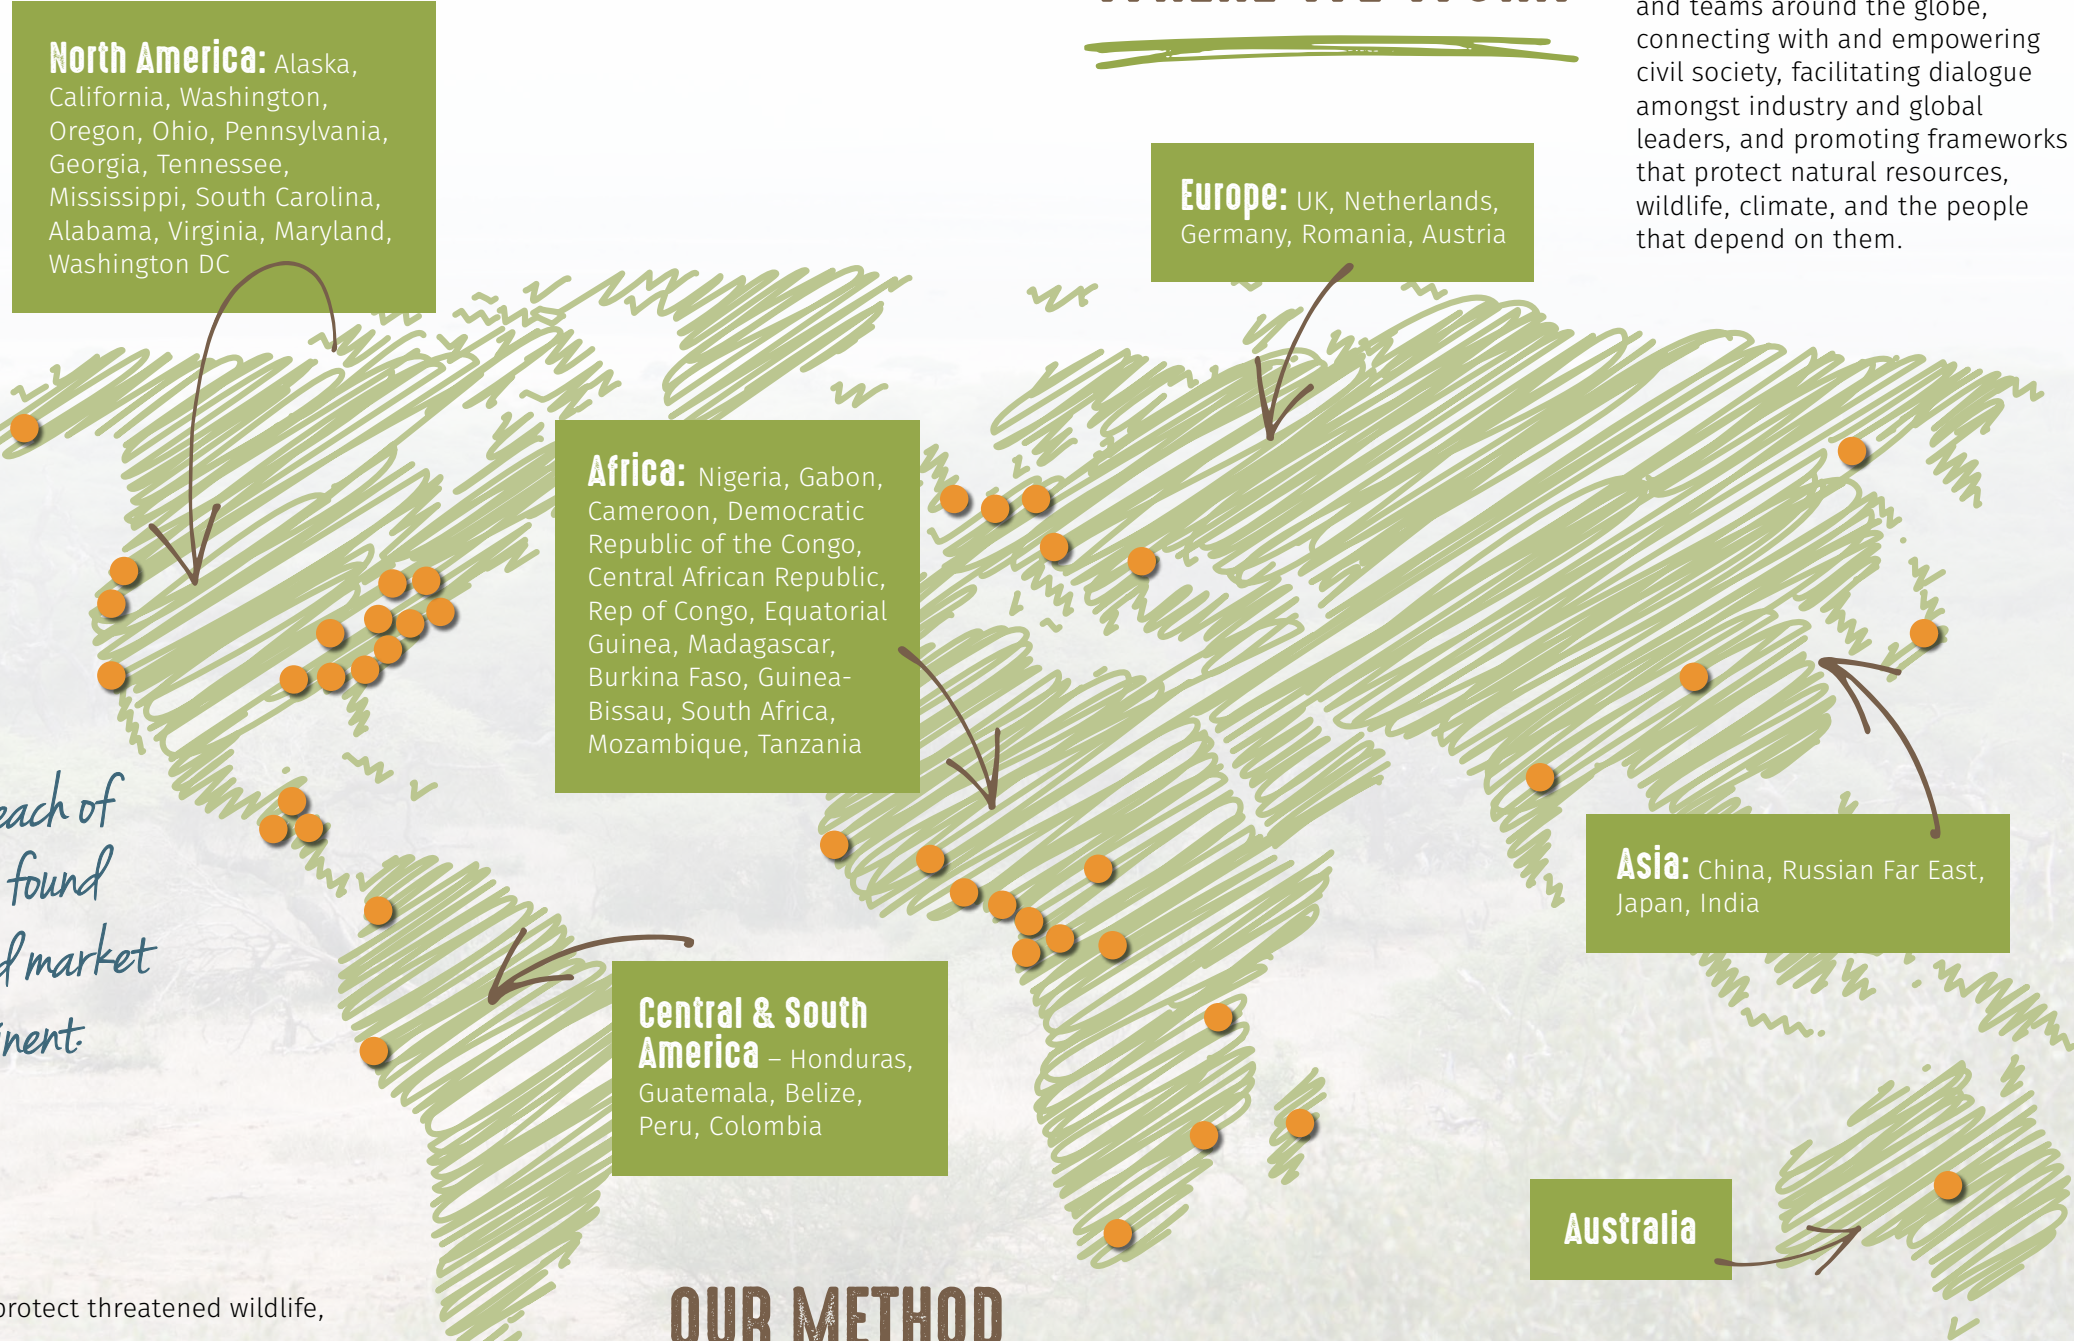 and teams around the globe,
connecting with and empowering
civil society, facilitating dialogue
amongst industry and global
leaders, and promoting frameworks
that protect natural resources,
wildlife, climate, and the people
that depend on them.
North America: Alaska,
California, Washington,
Oregon, Ohio, Pennsylvania,
Georgia, Tennessee,
Mississippi, South Carolina,
Alabama, Virginia, Maryland,
Washington DC
Europe: UK, Netherlands,
Germany, Romania, Austria
Africa: Nigeria, Gabon,
Cameroon, Democratic
Republic of the Congo,
Central African Republic,
Rep of Congo, Equatorial
Guinea, Madagascar,
Burkina Faso, Guinea-
Bissau, South Africa,
Mozambique, Tanzania
each of
found
market
Asia: China, Russian Far East,
Japan, India
Central & South
America – Honduras,
Guatemala, Belize,
Peru, Colombia
Australia
protect threatened wildlife,
OUR METHOD